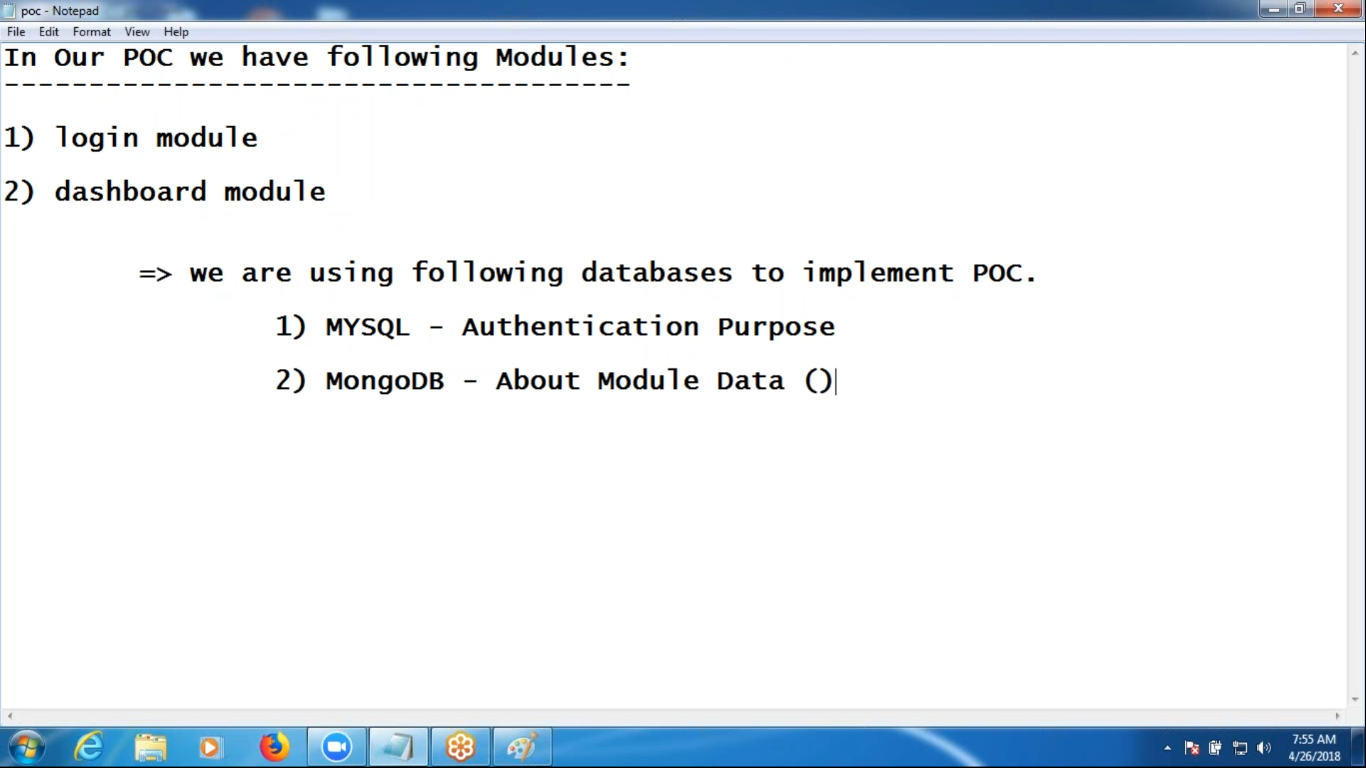 poc - Notepad
File Edit Format View Help
In Our POC we have following Modules:
-------------------------------------
1) login module
2) dashboard module
=> we are using following databases to implement POC.
1) MYSQL - Authentication Purpose
2) MongoDB - About Module Data ()
7:55 AM
4/26/2018